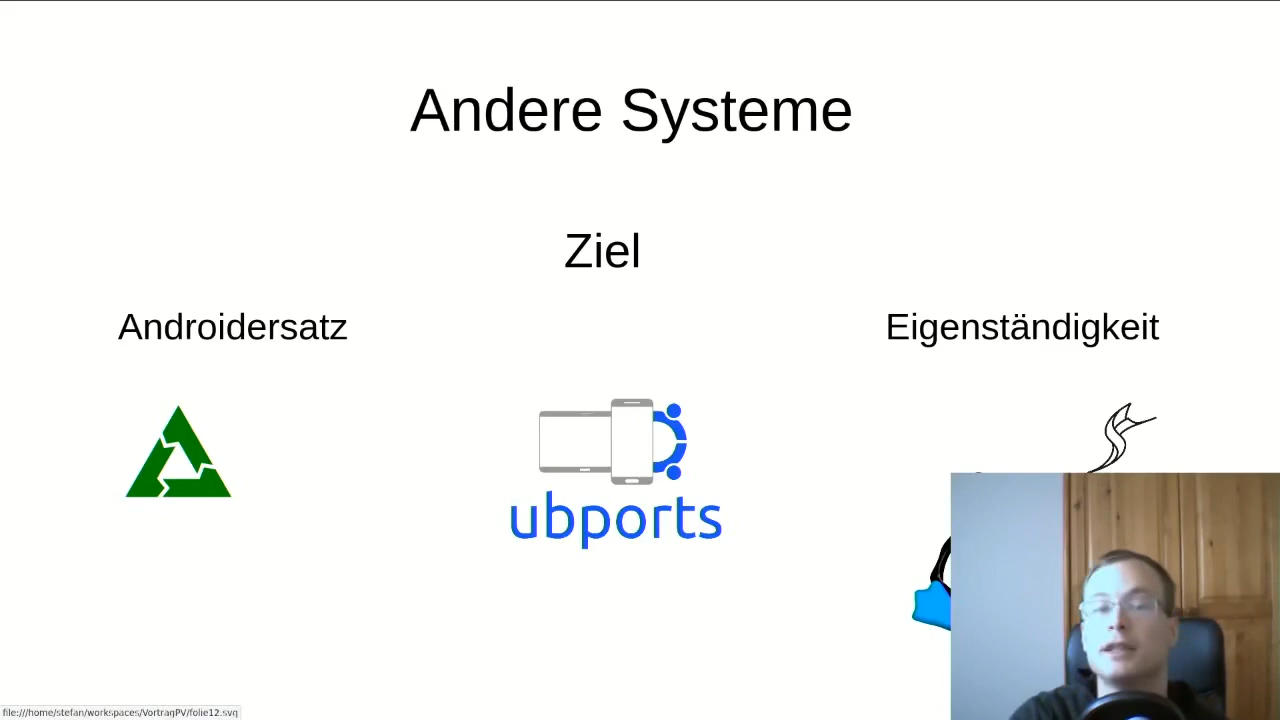 Andere Systeme
Ziel
Androidersatz
Eigenständigkeit
ubports
file:///home/stefan/workspaces/VortragPV/folie12.svg